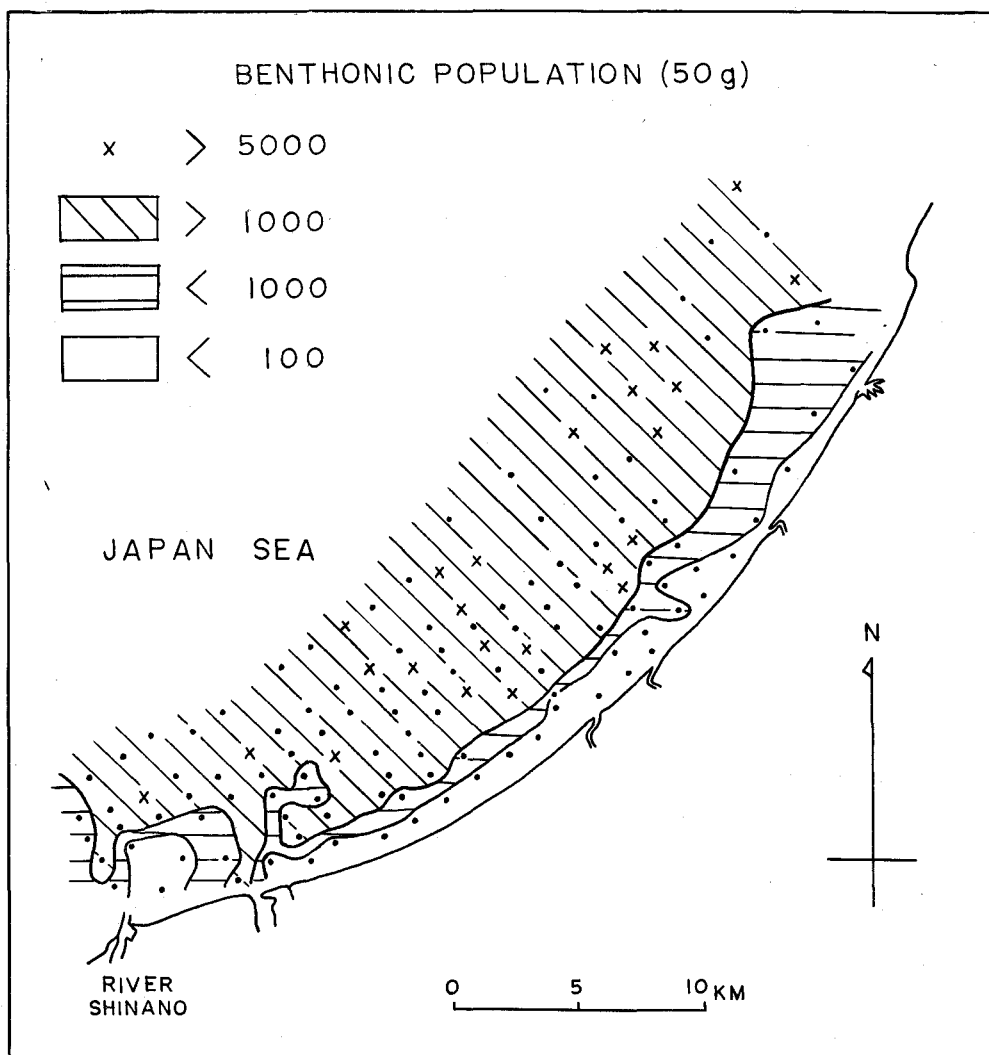 BENTHONIC POPULATION (50g)
x > 5000
> 1000
< 1000
< 100
JAPAN SEA
N
RIVER
SHINANO
0 5 10 KM